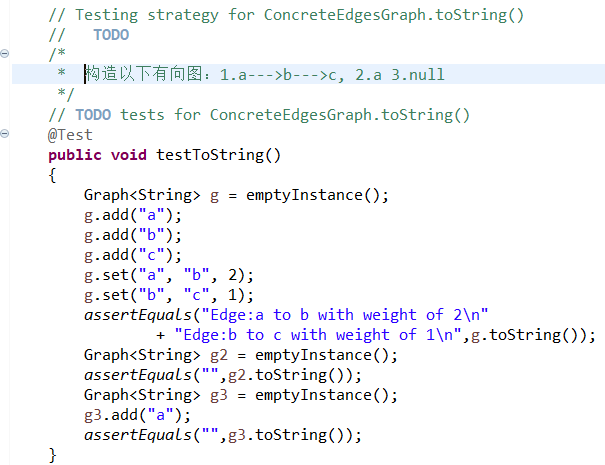 // Testing strategy for ConcreteEdgesGraph.toString()
//   TODO
/*
 *  构造以下有向图：1.a--->b--->c, 2.a 3.null
 */
// TODO tests for ConcreteEdgesGraph.toString()
@Test
public void testToString()
{
    Graph<String> g = emptyInstance();
    g.add("a");
    g.add("b");
    g.add("c");
    g.set("a", "b", 2);
    g.set("b", "c", 1);
    assertEquals("Edge:a to b with weight of 2\n"
            + "Edge:b to c with weight of 1\n",g.toString());
    Graph<String> g2 = emptyInstance();
    assertEquals("",g2.toString());
    Graph<String> g3 = emptyInstance();
    g3.add("a");
    assertEquals("",g3.toString());
}